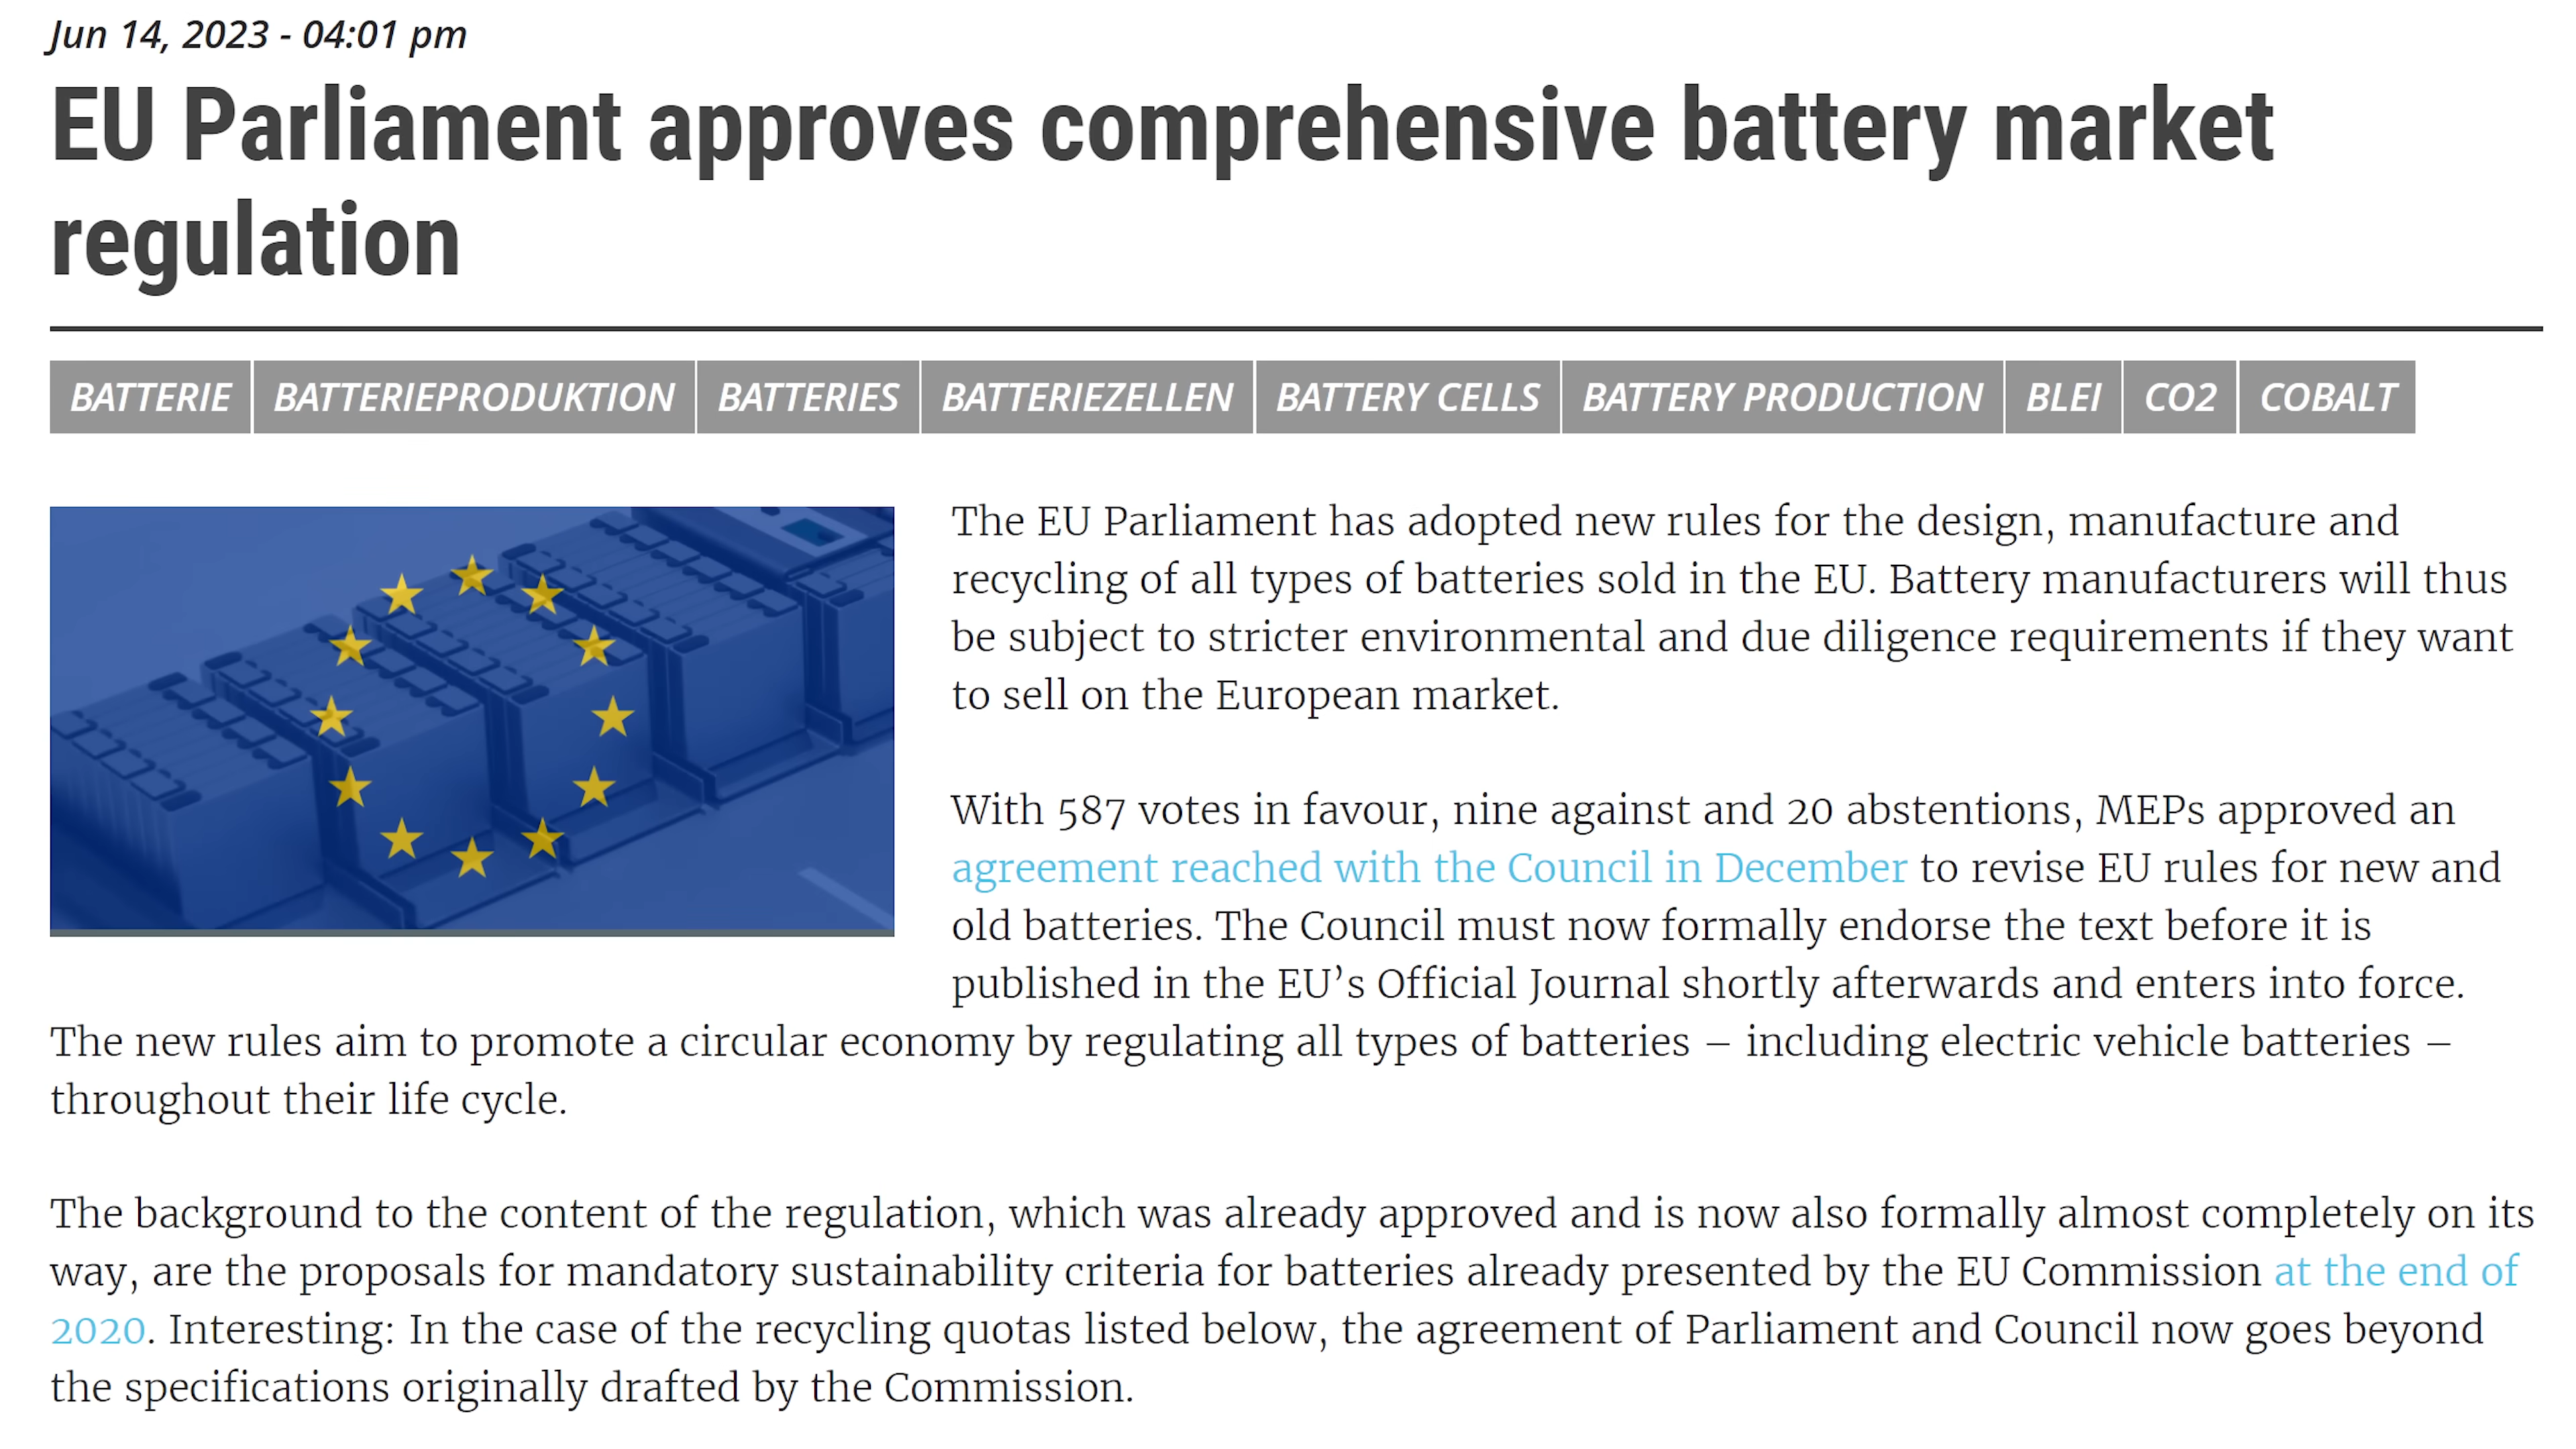 Jun 14, 2023 - 04:01 pm
EU Parliament approves comprehensive battery market
regulation
BATTERIE BATTERIEPRODUKTION BATTERIES BATTERIEZELLEN BATTERY CELLS BATTERY PRODUCTION BLEI CO2 COBALT
The EU Parliament has adopted new rules for the design, manufacture and
recycling of all types of batteries sold in the EU. Battery manufacturers will thus
be subject to stricter environmental and due diligence requirements if they want
to sell on the European market.
With 587 votes in favour, nine against and 20 abstentions, MEPs approved an
agreement reached with the Council in December to revise EU rules for new and
old batteries. The Council must now formally endorse the text before it is
published in the EU’s Official Journal shortly afterwards and enters into force.
The new rules aim to promote a circular economy by regulating all types of batteries – including electric vehicle batteries –
throughout their life cycle.
The background to the content of the regulation, which was already approved and is now also formally almost completely on its
way, are the proposals for mandatory sustainability criteria for batteries already presented by the EU Commission at the end of
2020. Interesting: In the case of the recycling quotas listed below, the agreement of Parliament and Council now goes beyond
the specifications originally drafted by the Commission.